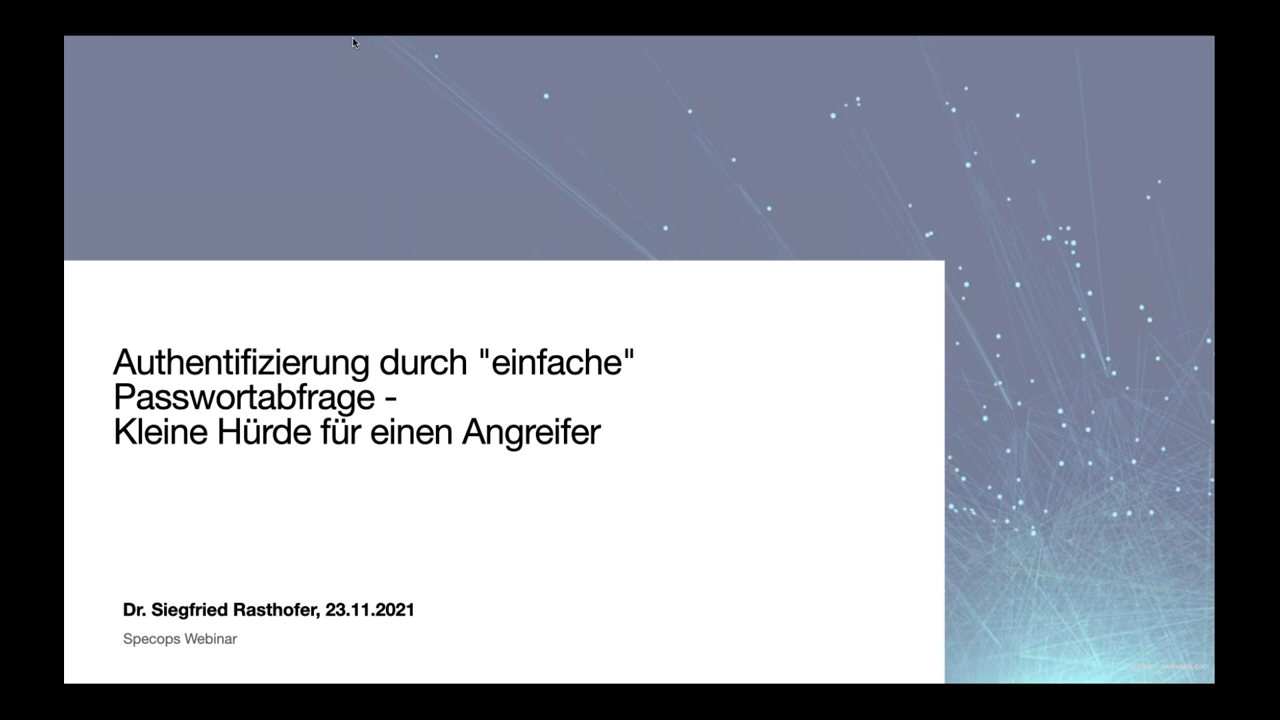 Authentifizierung durch "einfache"
Passwortabfrage -
Kleine Hürde für einen Angreifer
Dr. Siegfried Rasthofer, 23.11.2021
Specops Webinar